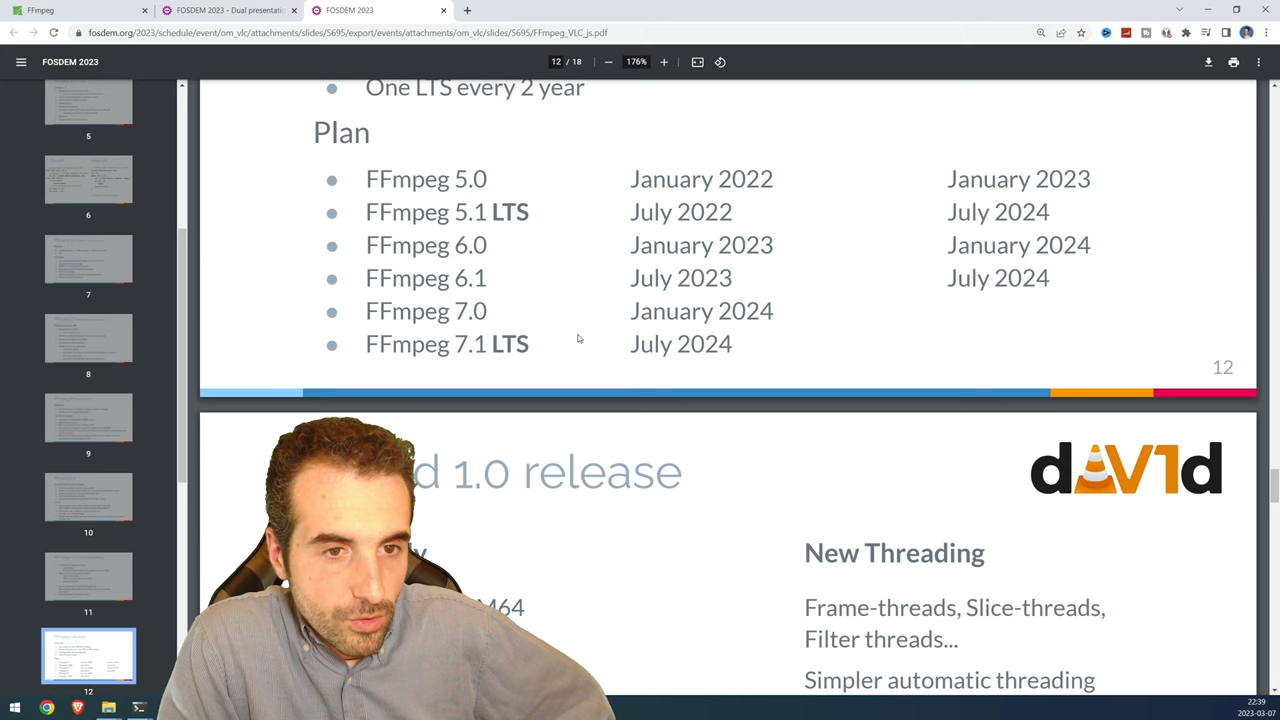 FFmpeg
FOSDEM 2023 - Dual presentatio
FOSDEM 2023
fosdem.org/2023/schedule/event/om_vlc/attachments/slides/5695/export/events/attachments/om_vlc/slides/5695/FFmpeg_VLC_js.pdf
FOSDEM 2023
12 / 18
176%
5
6
7
8
9
10
11
12
One LTS every 2 year
Plan
FFmpeg 5.0 January 2022 January 2023
FFmpeg 5.1 LTS July 2022 July 2024
FFmpeg 6.0 January 2023 January 2024
FFmpeg 6.1 July 2023 July 2024
FFmpeg 7.0 January 2024
FFmpeg 7.1 LTS July 2024
12
d 1.0 release
dAV1d
New Threading
Frame-threads, Slice-threads,
Filter threads...
Simpler automatic threading
22:39
2023-03-07